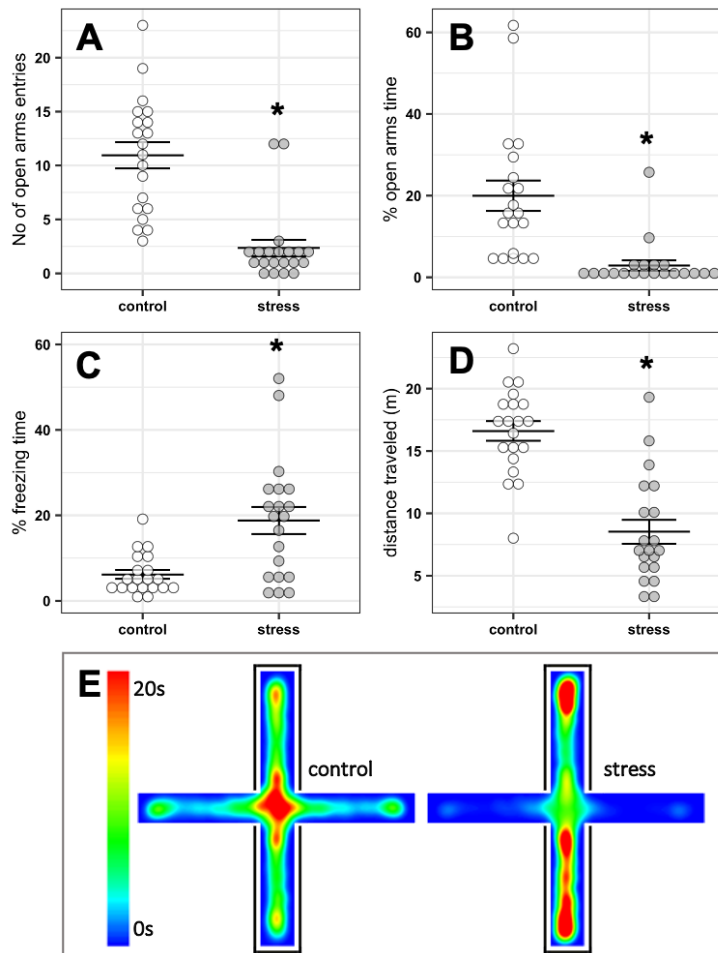 A
No of open arms entries
20
15
10
5
0
*
control
stress
B
% open arms time
60
40
20
0
*
control
stress
C
% freezing time
60
40
20
0
*
control
stress
D
distance traveled (m)
20
15
10
5
*
control
stress
E
20s
0s
control
stress